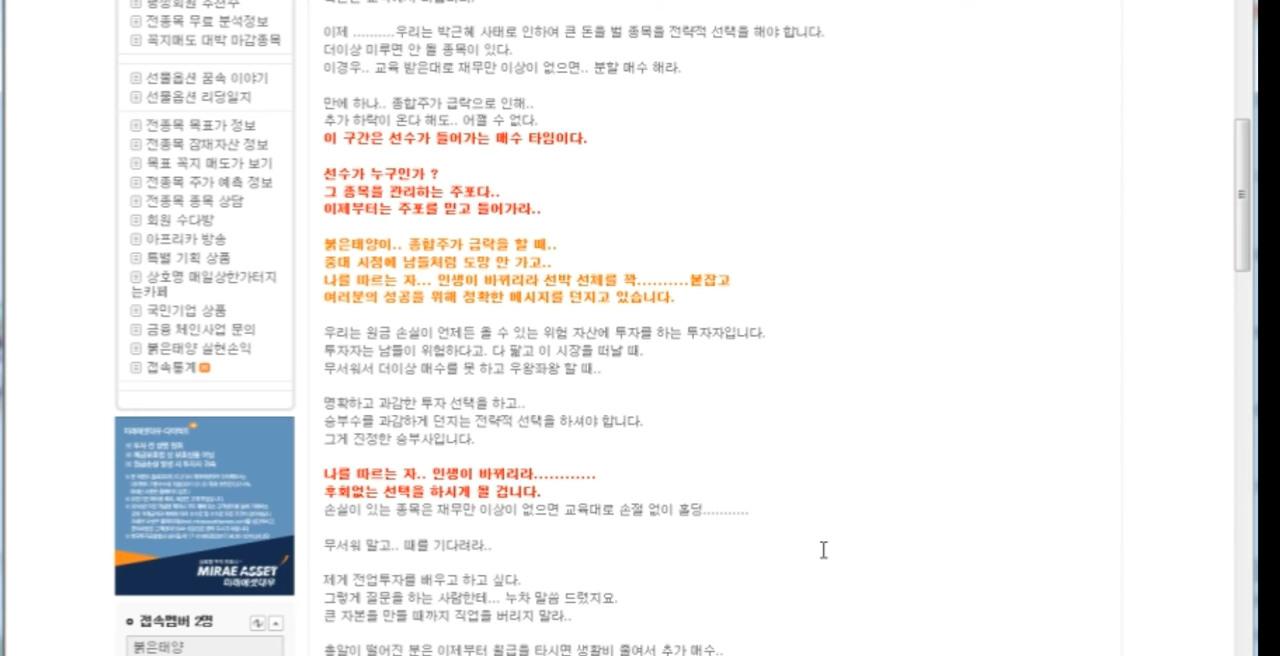 전종목 무료 분석정보
꼭지매도 대박 마감종목
선물옵션 꿈속 이야기
선물옵션 리딩일지
전종목 목표가 정보
전종목 잠재자산 정보
목표 꼭지 매도가 보기
전종목 주가 예측 정보
전종목 종목 상담
회원 수다방
아프리카 방송
특별 기획 상품
상호명 매일상한가터지
는카페
국민기업 상품
금융 체인사업 문의
붉은태양 실현손익
접속통계
MIRAE ASSET
미래에셋대우
접속멤버 2명
붉은태양
이제 ..........우리는 박근혜 사태로 인하여 큰 돈을 벌 종목을 전략적 선택을 해야 합니다.
더이상 미루면 안 될 종목이 있다.
이경우.. 교육 받은대로 재무만 이상이 없으면.. 분할 매수 해라.
만에 하나.. 종합주가 급락으로 인해..
추가 하락이 온다 해도.. 어쩔 수 없다.
이 구간은 선수가 들어가는 매수 타임이다.
선수가 누구인가 ?
그 종목을 관리하는 주포다..
이제부터는 주포를 믿고 들어가라..
붉은태양이.. 종합주가 급락을 할 때..
중대 시점에 남들처럼 도망 안 가고..
나를 따르는 자... 인생이 바뀌리라 선박 선체를 꽉..........붙잡고
여러분의 성공을 위해 정확한 메시지를 던지고 있습니다.
우리는 원금 손실이 언제든 올 수 있는 위험 자산에 투자를 하는 투자자입니다.
투자자는 남들이 위험하다고. 다 팔고 이 시장을 떠날 때.
무서워서 더이상 매수를 못 하고 우왕좌왕 할 때..
명확하고 과감한 투자 선택을 하고..
승부수를 과감하게 던지는 전략적 선택을 하셔야 합니다.
그게 진정한 승부사입니다.
나를 따르는 자.. 인생이 바뀌리라............
후회없는 선택을 하시게 될 겁니다.
손실이 있는 종목은 재무만 이상이 없으면 교육대로 손절 없이 홀딩...........
무서워 말고.. 때를 기다려라..
제게 전업투자를 배우고 하고 싶다.
그렇게 질문을 하는 사람한테... 누차 말씀 드렸지요.
큰 자본을 만들 때까지 직업을 버리지 말라..
총알이 떨어진 분은 이제부터 월급을 타시면 생활비 줄여서 추가 매수..